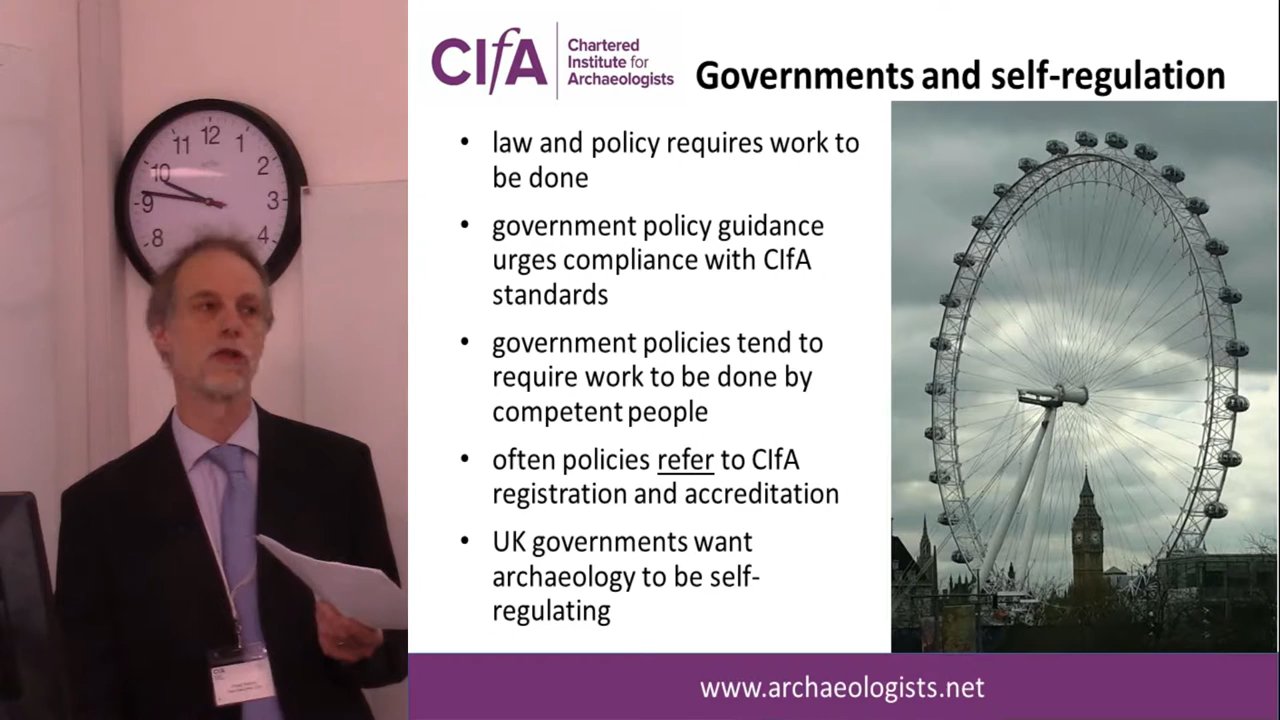 CIfA
Chartered
Institute for
Archaeologists
Governments and self-regulation
• law and policy requires work to
be done
• government policy guidance
urges compliance with CIfA
standards
• government policies tend to
require work to be done by
competent people
• often policies refer to CIfA
registration and accreditation
• UK governments want
archaeology to be self-
regulating
www.archaeologists.net
12
11
1
10
2
9
3
8
4